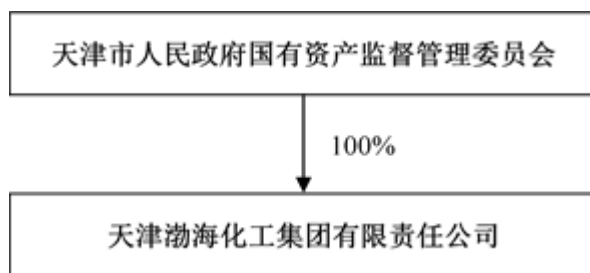 天津市人民政府国有资产监督管理委员会
100%
天津渤海化工集团有限责任公司